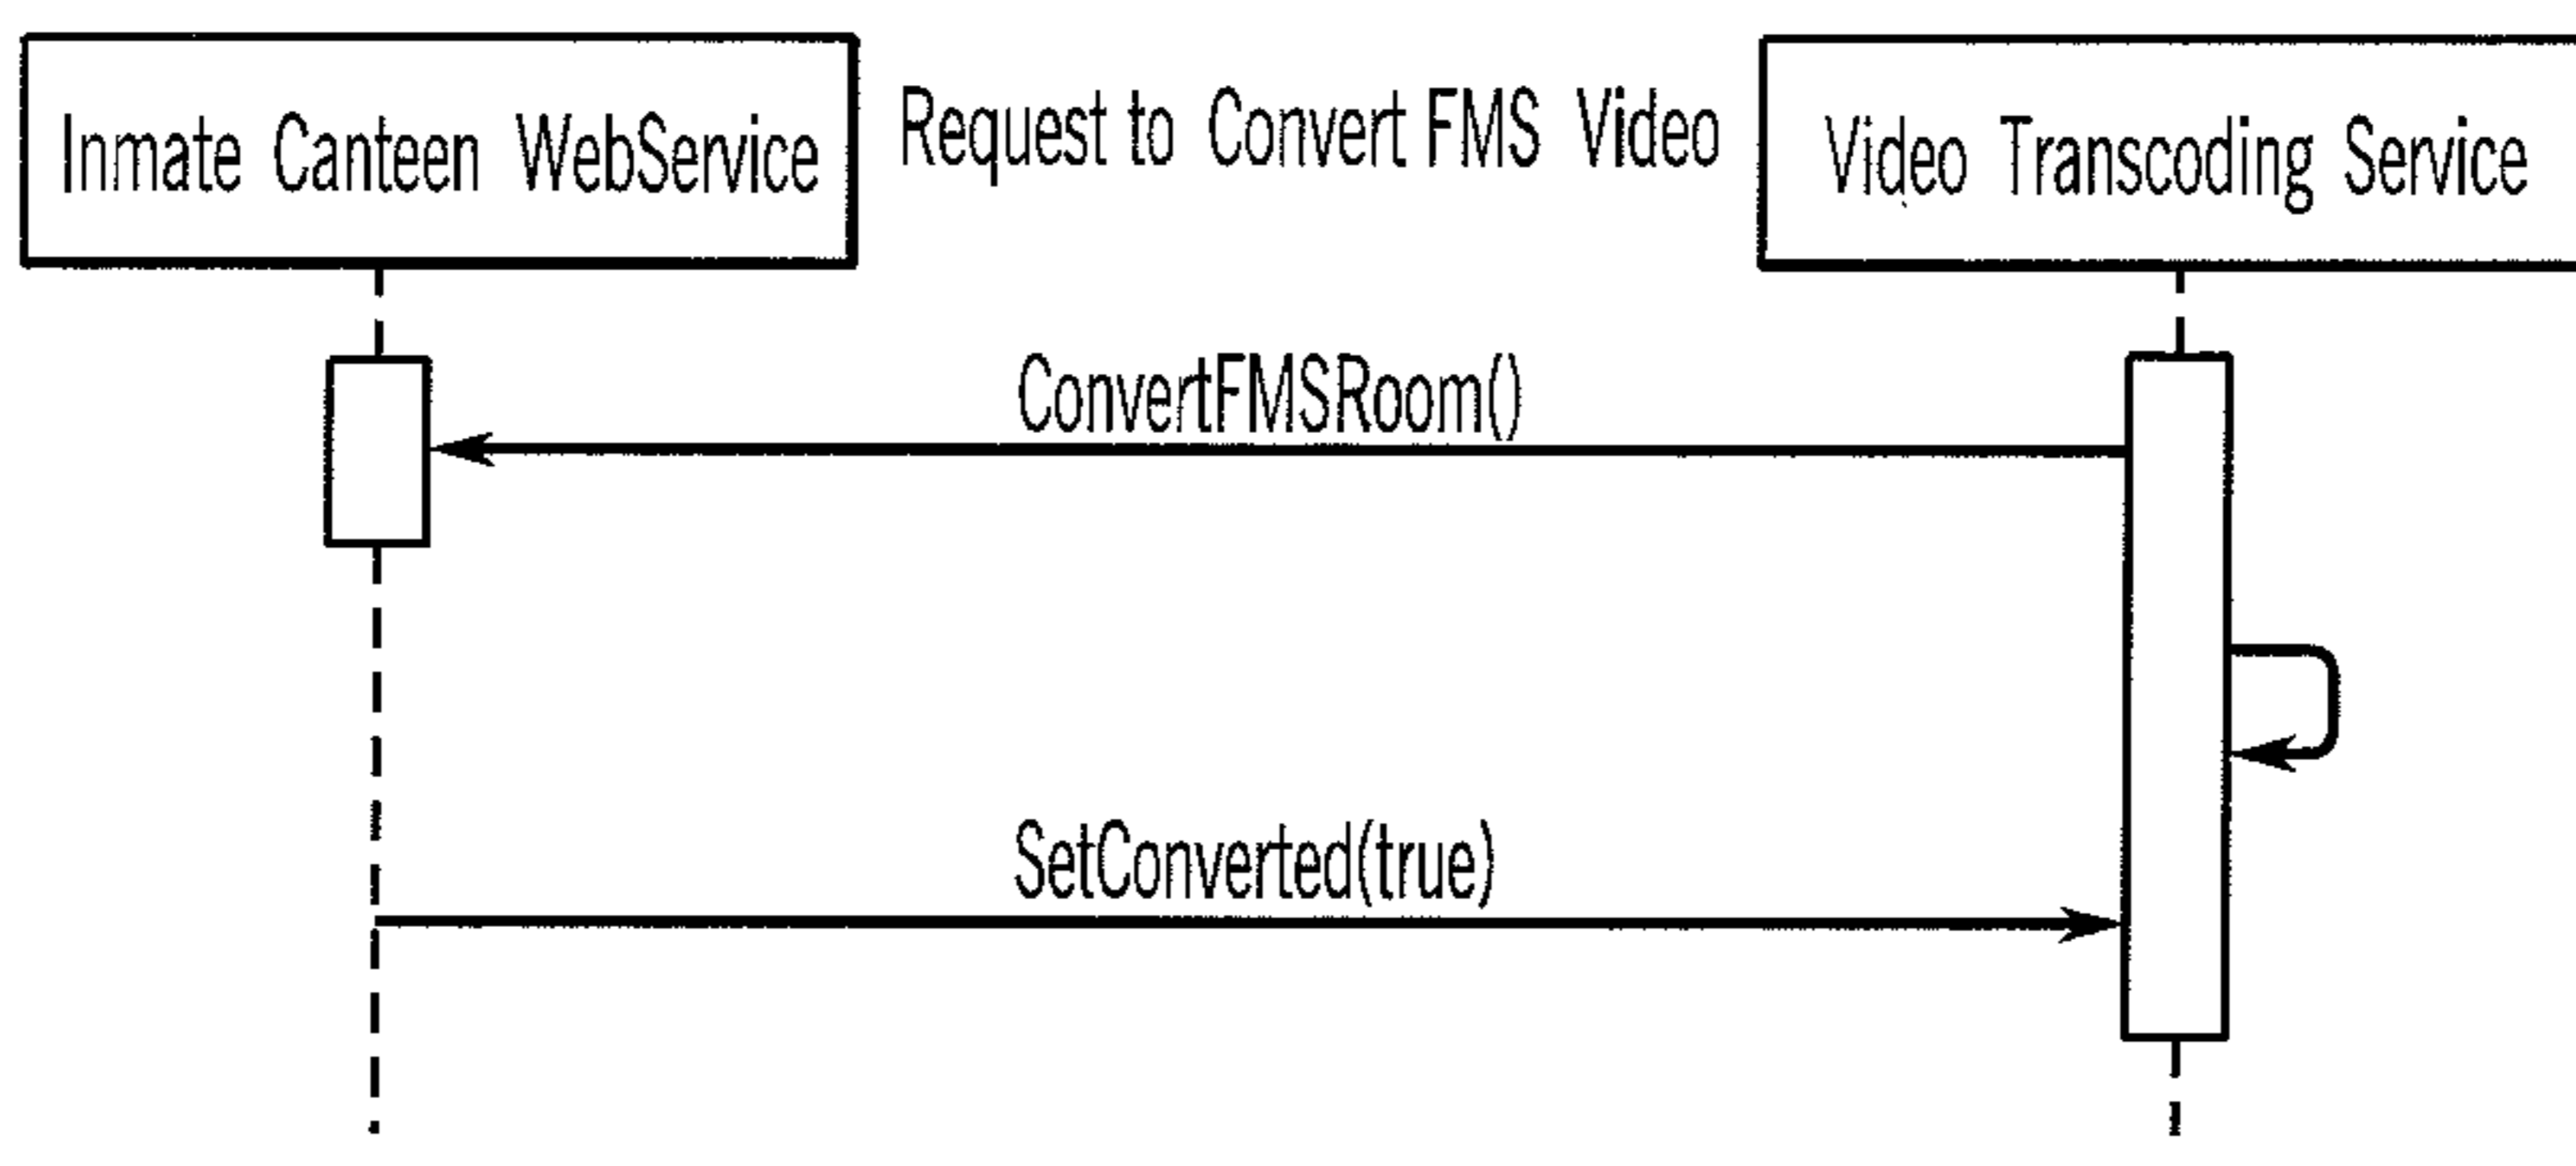 Inmate Canteen WebService
Request to Convert FMS Video
Video Transcoding Service
ConvertFMSRoom()
SetConverted(true)